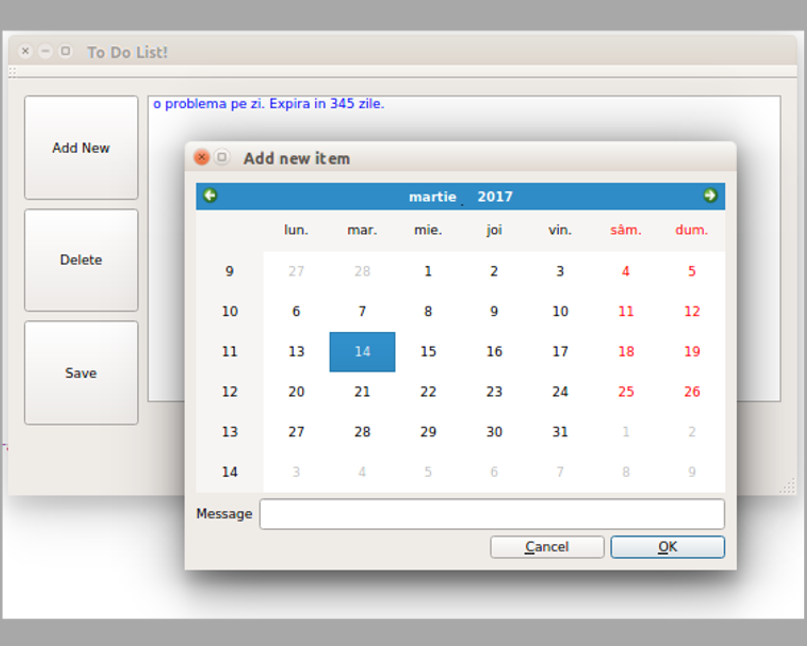 To Do List!
o problema pe zi. Expira in 345 zile.
Add New
Delete
Save
Add new item
martie 2017
lun. mar. mie. joi vin. sâm. dum.
9 27 28 1 2 3 4 5
10 6 7 8 9 10 11 12
11 13 14 15 16 17 18 19
12 20 21 22 23 24 25 26
13 27 28 29 30 31 1 2
14 3 4 5 6 7 8 9
Message
Cancel OK